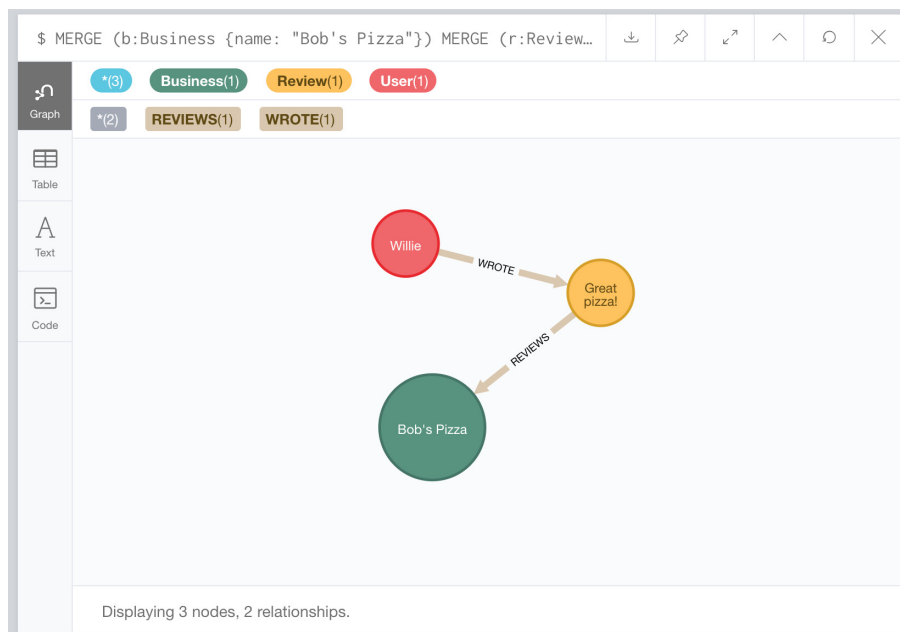 $ MERGE (b:Business {name: "Bob's Pizza"}) MERGE (r:Review…
Graph
*(3) Business(1) Review(1) User(1)
*(2) REVIEWS(1) WROTE(1)
Table
Text
Code
Willie
WROTE
Great
pizza!
REVIEWS
Bob's Pizza
Displaying 3 nodes, 2 relationships.